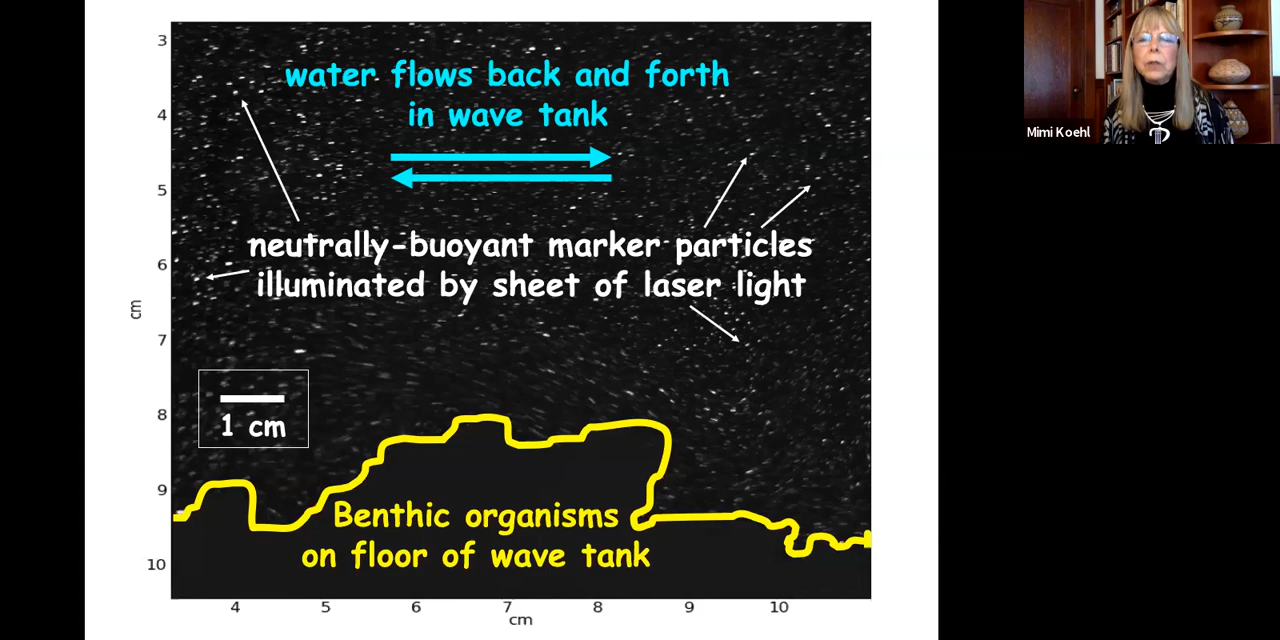 water flows back and forth
in wave tank
neutrally-buoyant marker particles
illuminated by sheet of laser light
1 cm
Benthic organisms
on floor of wave tank
3
4
5
6
7
8
9
10
cm
4
5
6
7
8
9
10
cm
Mimi Koehl